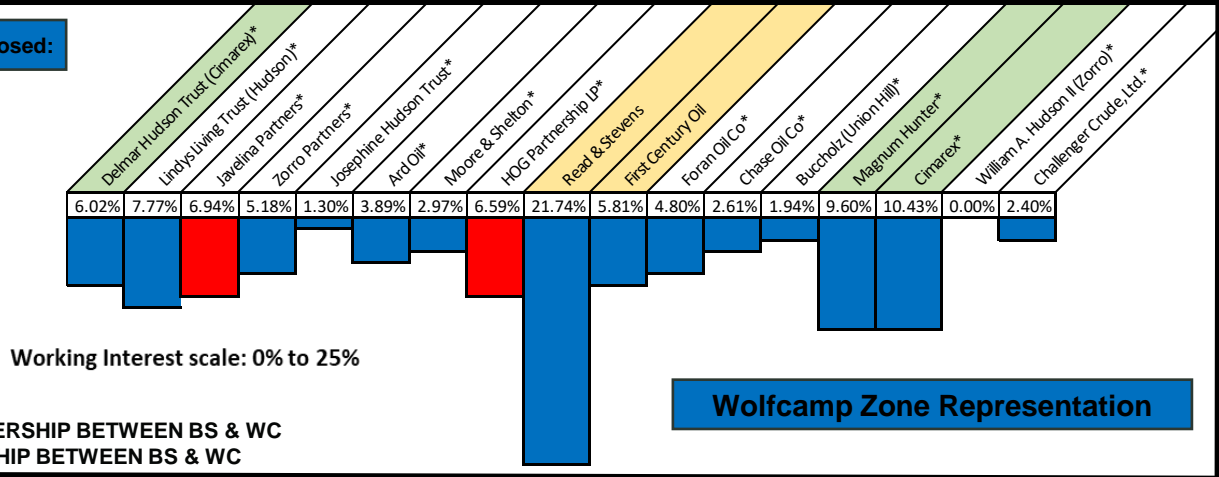 osed:
Delmar Hudson Trust (Cimarex)*
Lindys Living Trust (Hudson)*
Javelina Partners*
Zorro Partners*
Josephine Hudson Trust*
Ard Oil*
Moore & Shelton*
HOG Partnership LP*
Read & Stevens
First Century Oil
Foran Oil Co*
Chase Oil Co*
Buccholz (Union Hill)*
Magnum Hunter*
Cimarex*
William A. Hudson II (Zorro)*
Challenger Crude, Ltd.*
6.02% 7.77% 6.94% 5.18% 1.30% 3.89% 2.97% 6.59% 21.74% 5.81% 4.80% 2.61% 1.94% 9.60% 10.43% 0.00% 2.40%
Working Interest scale: 0% to 25%
Wolfcamp Zone Representation
ERSHIP BETWEEN BS & WC
HIP BETWEEN BS & WC